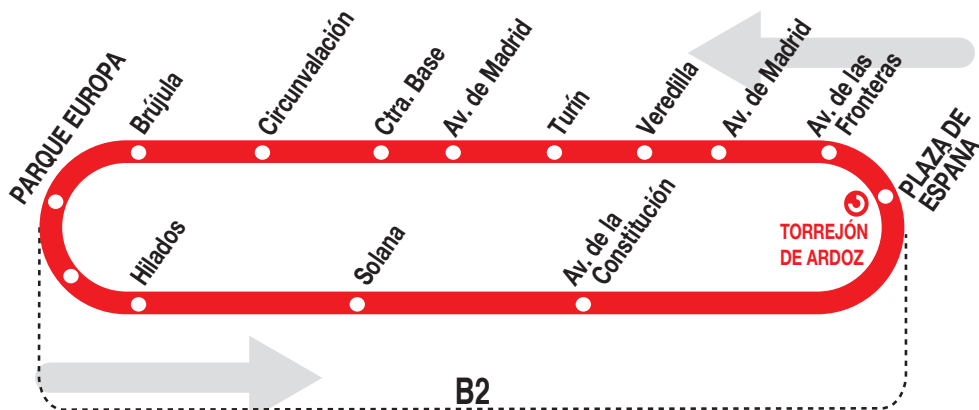 PARQUE EUROPA
Brújula
Circunvalación
Ctra. Base
Av. de Madrid
Turín
Veredilla
Av. de Madrid
Av. de las
Fronteras
PLAZA DE
ESPAÑA
TORREJÓN
DE ARDOZ
Hilados
Solana
Av. de la
Constitución
B2